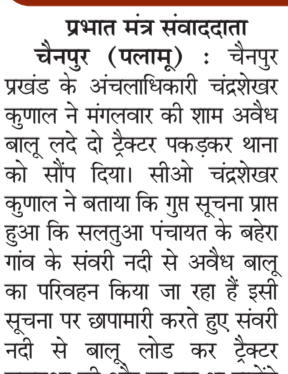 प्रभात मंत्र संवाददाता
चैनपुर (पलामू) : चैनपुर
प्रखंड के अंचलाधिकारी चंद्रशेखर
कुणाल ने मंगलवार की शाम अवैध
बालू लदे दो ट्रैक्टर पकड़कर थाना
को सौंप दिया। सीओ चंद्रशेखर
कुणाल ने बताया कि गुप्त सूचना प्राप्त
हुआ कि सलतुआ पंचायत के बहेरा
गांव के संवरी नदी से अवैध बालू
का परिवहन किया जा रहा हैं इसी
सूचना पर छापामारी करते हुए संवरी
नदी से बालू लोड कर ट्रैक्टर